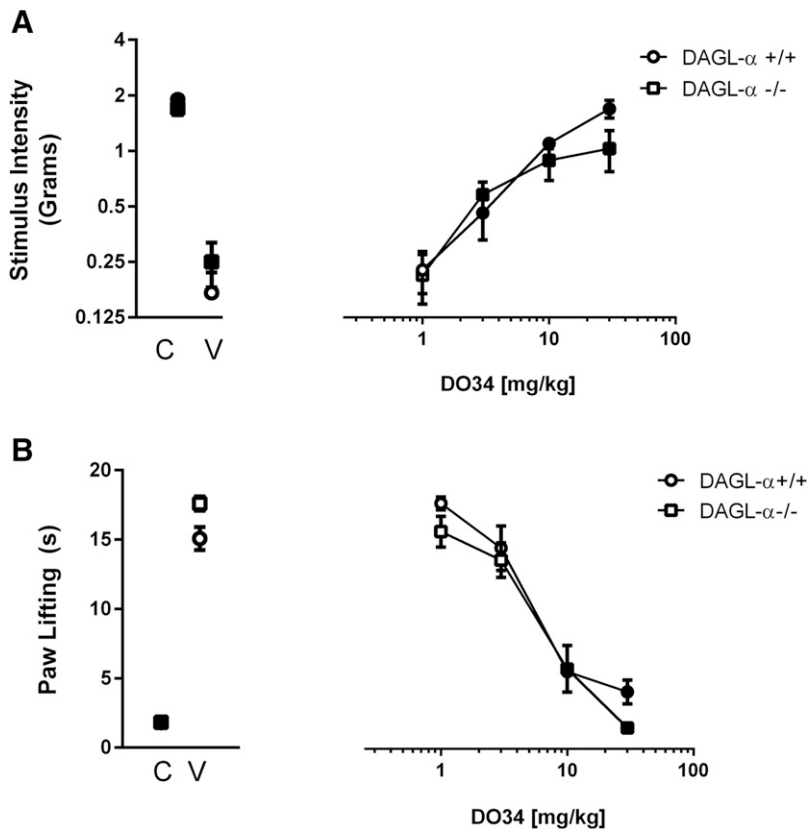 A
Stimulus Intensity
(Grams)
4
2
1
0.5
0.25
0.125
C V
1 10 100
DO34 [mg/kg]
DAGL-α +/+
DAGL-α -/-
B
Paw Lifting (s)
20
15
10
5
0
C V
1 10 100
DO34 [mg/kg]
DAGL-α+/+
DAGL-α-/-